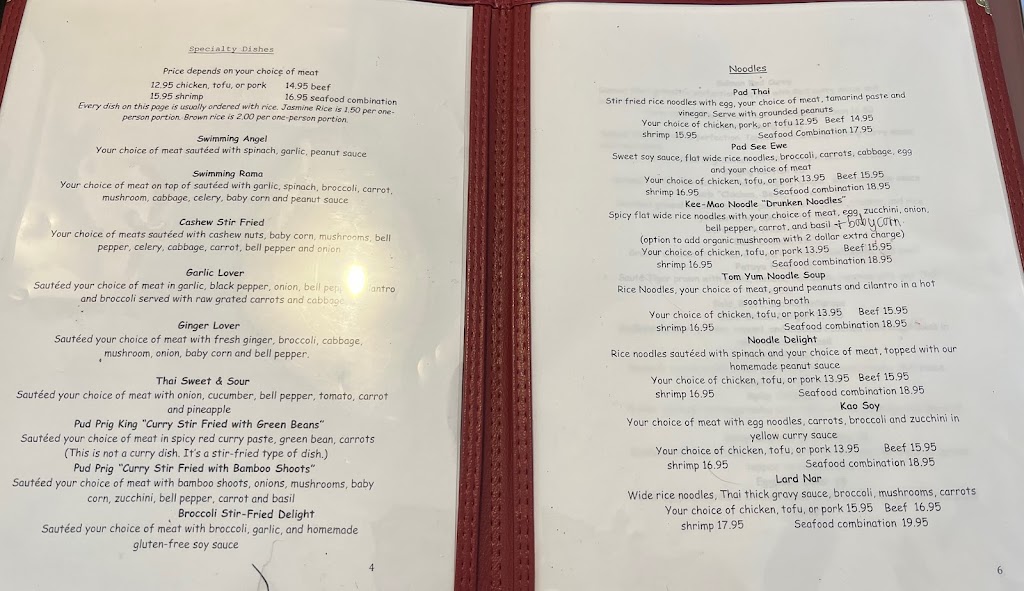 Specialty Dishes
Price depends on your choice of meat
12.95 chicken, tofu, or pork 14.95 beef
15.95 shrimp 16.95 seafood combination
Every dish on this page is usually ordered with rice. Jasmine Rice is 1.50 per one-
person portion. Brown rice is 2.00 per one-person portion.
Swimming Angel
Your choice of meat sautéed with spinach, garlic, peanut sauce
Swimming Rama
Your choice of meat on top of sautéed with garlic, spinach, broccoli, carrot,
mushroom, cabbage, celery, baby corn and peanut sauce
Cashew Stir Fried
Your choice of meats sautéed with cashew nuts, baby corn, mushrooms, bell
pepper, celery, cabbage, carrot, bell pepper and onion
Garlic Lover
Sautéed your choice of meat in garlic, black pepper, onion, bell
and broccoli served with raw grated carrots and
Ginger Lover
Sautéed your choice of meat with fresh ginger, broccoli, cabbage,
mushroom, onion, baby corn and bell pepper.
Thai Sweet & Sour
Sautéed your choice of meat with onion, cucumber, bell pepper, tomato, carrot
and pineapple
Pud Prig King "Curry Stir Fried with Green Beans"
Sautéed your choice of meat in spicy red curry paste, green bean, carrots
(This is not a curry dish. It's a stir-fried type of dish.)
Pud Prig "Curry Stir Fried with Bamboo Shoots"
Sautéed your choice of meat with bamboo shoots, onions, mushrooms, baby
corn, zucchini, bell pepper, carrot and basil
Broccoli Stir-Fried Delight
Sautéed your choice of meat with broccoli, garlic, and homemade
gluten-free soy sauce
4
Noodles
Pad Thai
Stir fried rice noodles with egg, your choice of meat, tamarind paste and
vinegar. Serve with grounded peanuts
Your choice of chicken, pork, or tofu 12.95 Beef 14.95
shrimp 15.95 Seafood Combination 17.95
Pad See Ewe
Sweet soy sauce, flat wide rice noodles, broccoli, carrots, cabbage, egg
and your choice of meat
Your choice of chicken, tofu, or pork 13.95 Beef 15.95
shrimp 16.95 Seafood combination 18.95
Kee-Mao Noodle "Drunken Noodles"
Spicy flat wide rice noodles with your choice of meat, egg, zucchini, onion,
bell pepper, carrot, and basil + baby corn
(option to add organic mushroom with 2 dollar extra charge)
Your choice of chicken, tofu, or pork 13.95 Beef 15.95
shrimp 16.95 Seafood combination 18.95
Tom Yum Noodle Soup
Rice Noodles, your choice of meat, ground peanuts and cilantro in a hot
soothing broth
Your choice of chicken, tofu, or pork 13.95 Beef 15.95
shrimp 16.95 Seafood combination 18.95
Noodle Delight
Rice noodles sautéed with spinach and your choice of meat, topped with our
homemade peanut sauce
Your choice of chicken, tofu, or pork 13.95 Beef 15.95
shrimp 16.95 Seafood combination 18.95
Kao Soy
Your choice of meat with egg noodles, carrots, broccoli and zucchini in
yellow curry sauce
Your choice of chicken, tofu, or pork 13.95 Beef 15.95
shrimp 16.95 Seafood combination 18.95
Lard Nar
Wide rice noodles, Thai thick gravy sauce, broccoli, mushrooms, carrots
Your choice of chicken, tofu, or pork 15.95 Beef 16.95
shrimp 17.95 Seafood combination 19.95
6